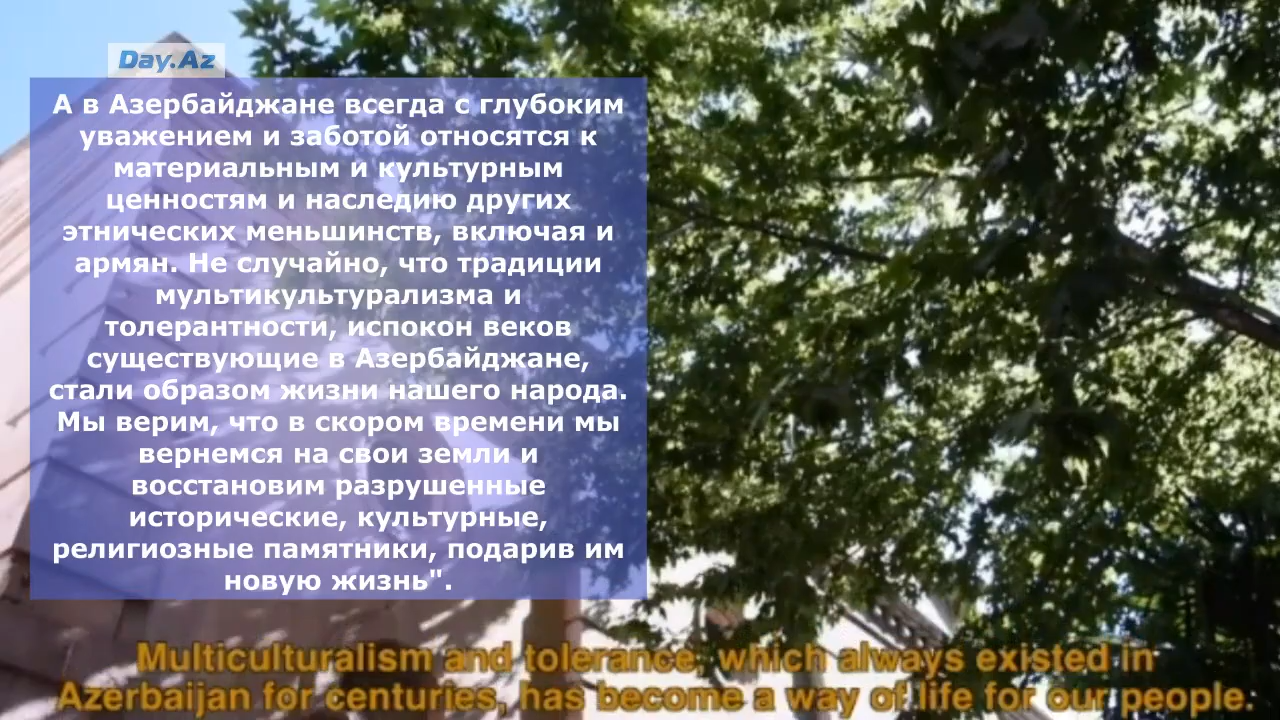 Day.Az
А в Азербайджане всегда с глубоким
уважением и заботой относятся к
материальным и культурным
ценностям и наследию других
этнических меньшинств, включая и
армян. Не случайно, что традиции
мультикультурализма и
толерантности, испокон веков
существующие в Азербайджане,
стали образом жизни нашего народа.
Мы верим, что в скором времени мы
вернемся на свои земли и
восстановим разрушенные
исторические, культурные,
религиозные памятники, подарив им
новую жизнь".
Multiculturalism and tolerance, which always existed in
Azerbaijan for centuries, has become a way of life for our people.